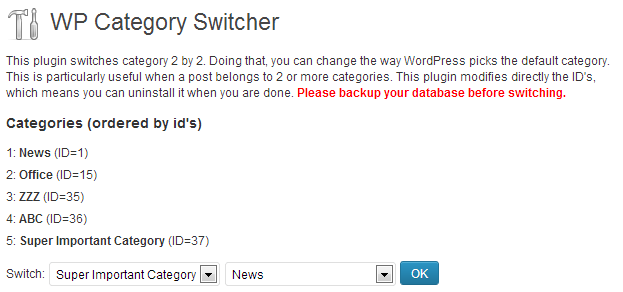 WP Category Switcher
This plugin switches category 2 by 2. Doing that, you can change the way WordPress picks the default category.
This is particularly useful when a post belongs to 2 or more categories. This plugin modifies directly the ID's,
which means you can uninstall it when you are done. Please backup your database before switching.
Categories (ordered by id's)
1: News (ID=1)
2: Office (ID=15)
3: ZZZ (ID=35)
4: ABC (ID=36)
5: Super Important Category (ID=37)
Switch: Super Important Category News OK